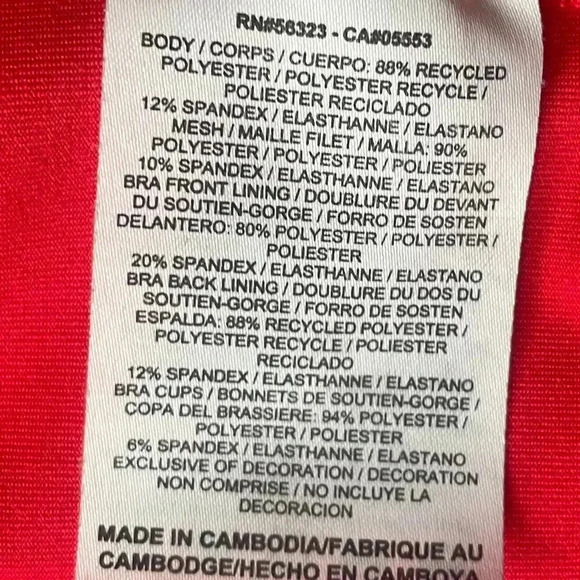 RN#56323 - CA#05553
BODY / CORPS / CUERPO: 88% RECYCLED
POLYESTER / POLYESTER RECYCLE /
POLIESTER RECICLADO
12% SPANDEX / ELASTHANNE / ELASTANO
MESH / MAILLE FILET / MALLA: 90%
POLYESTER / POLYESTER / POLIESTER
10% SPANDEX / ELASTHANNE / ELASTANO
BRA FRONT LINING / DOUBLURE DU DEVANT
DU SOUTIEN-GORGE / FORRO DE SOSTEN
DELANTERO: 80% POLYESTER / POLYESTER /
POLIESTER
20% SPANDEX / ELASTHANNE / ELASTANO
BRA BACK LINING / DOUBLURE DU DOS DU
SOUTIEN-GORGE / FORRO DE SOSTEN
ESPALDA: 88% RECYCLED POLYESTER /
POLYESTER RECYCLE / POLIESTER
RECICLADO
12% SPANDEX / ELASTHANNE / ELASTANO
BRA CUPS / BONNETS DE SOUTIEN-GORGE /
COPA DEL BRASSIERE: 94% POLYESTER /
POLYESTER / POLIESTER
6% SPANDEX / ELASTHANNE / ELASTANO
EXCLUSIVE OF DECORATION / DECORATION
NON COMPRISE / NO INCLUYE LA
DECORACION
MADE IN CAMBODIA/FABRIQUE AU
CAMBODGE/HECHO EN CAMBOYA